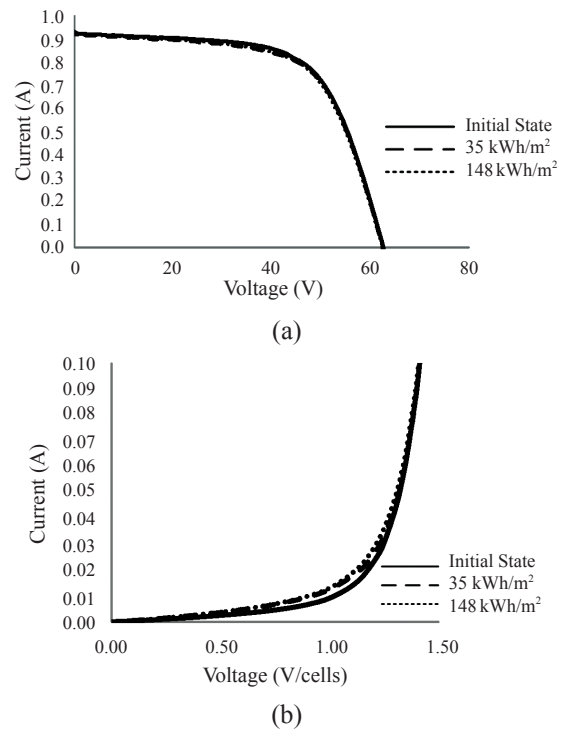 1.0
0.9
0.8
0.7
0.6
0.5
0.4
0.3
0.2
0.1
0.0
Current (A)
Initial State
35 kWh/m²
148 kWh/m²
0 20 40 60 80
Voltage (V)
(a)
0.10
0.09
0.08
0.07
0.06
0.05
0.04
0.03
0.02
0.01
0.00
Current (A)
Initial State
35 kWh/m²
148 kWh/m²
0.00 0.50 1.00 1.50
Voltage (V/cells)
(b)